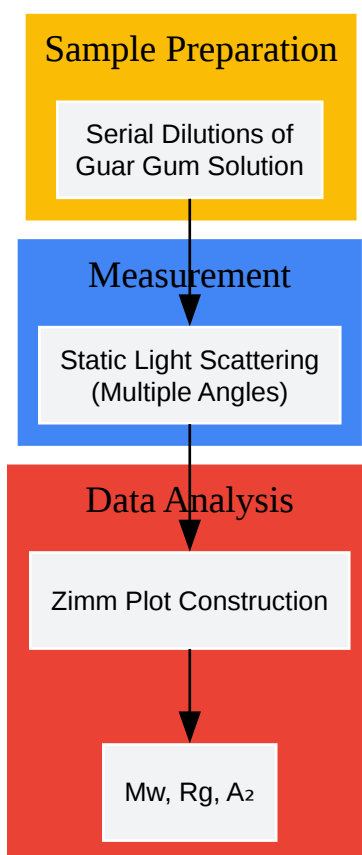 Sample Preparation
Serial Dilutions of
Guar Gum Solution
Measurement
Static Light Scattering
(Multiple Angles)
Data Analysis
Zimm Plot Construction
Mw, Rg, A₂